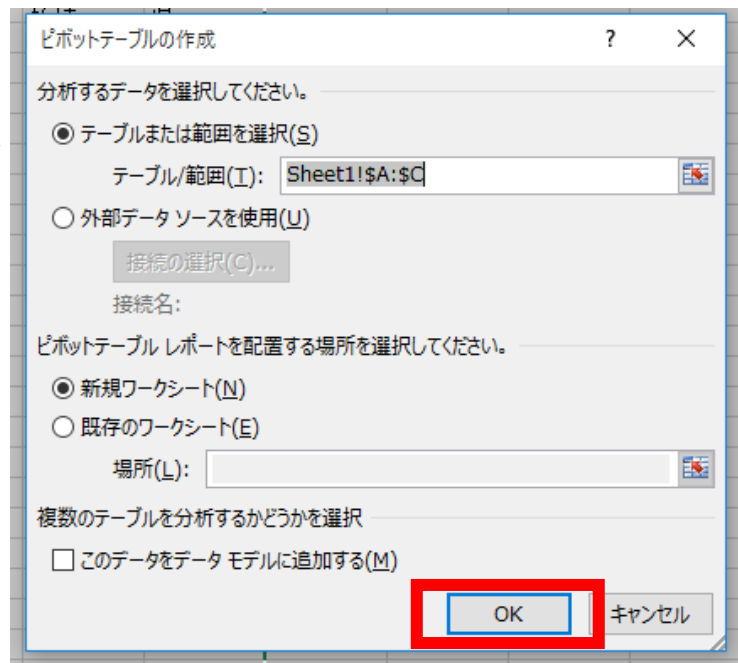 ピボットテーブルの作成 ? ×
分析するデータを選択してください。
テーブルまたは範囲を選択(S)
テーブル/範囲(T): Sheet1!$A:$C
外部データ ソースを使用(U)
接続の選択(C)...
接続名:
ピボットテーブル レポートを配置する場所を選択してください。
新規ワークシート(N)
既存のワークシート(E)
場所(L):
複数のテーブルを分析するかどうかを選択
このデータをデータ モデルに追加する(M)
OK キャンセル